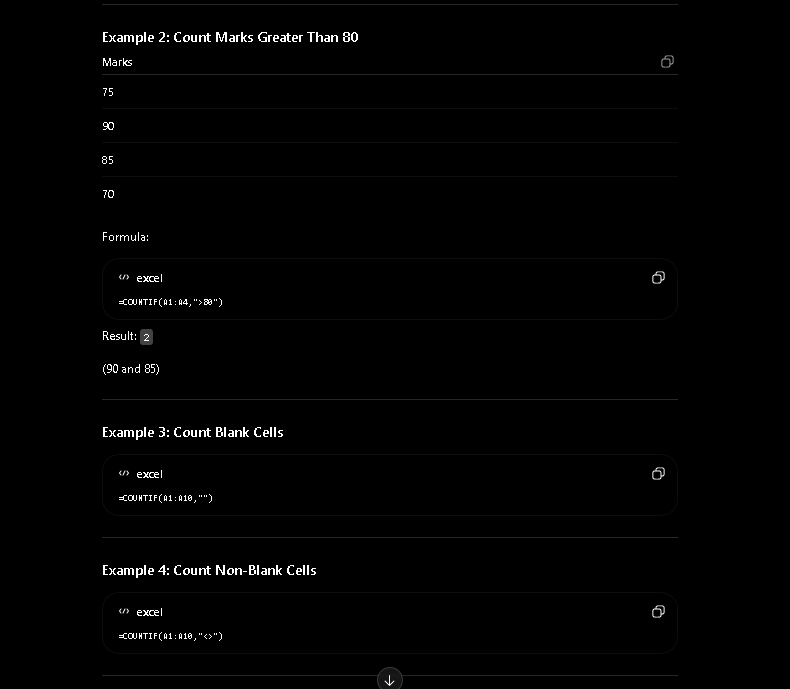 Example 2: Count Marks Greater Than 80
Marks
75
90
85
70
Formula:
excel
=COUNTIF(A1:A4,">80")
Result: 2
(90 and 85)
Example 3: Count Blank Cells
excel
=COUNTIF(A1:A10,"")
Example 4: Count Non-Blank Cells
excel
=COUNTIF(A1:A10,"<>")